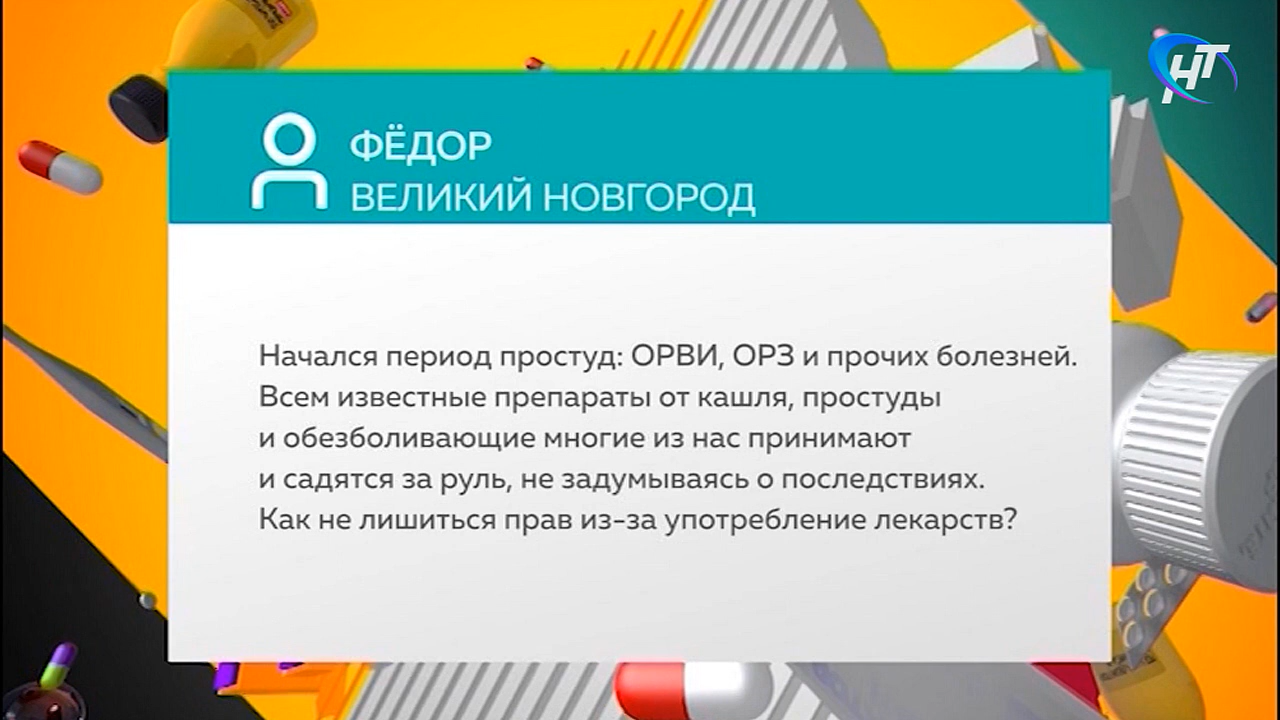 НТ
ФЁДОР
ВЕЛИКИЙ НОВГОРОД
Начался период простуд: ОРВИ, ОРЗ и прочих болезней.
Всем известные препараты от кашля, простуды
и обезболивающие многие из нас принимают
и садятся за руль, не задумываясь о последствиях.
Как не лишиться прав из-за употребление лекарств?